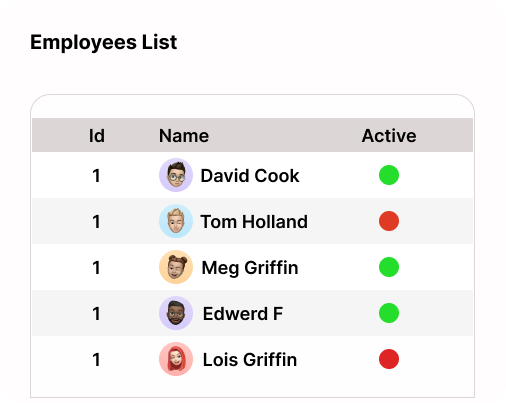 Employees List
Id Name Active
1 David Cook
1 Tom Holland
1 Meg Griffin
1 Edwerd F
1 Lois Griffin